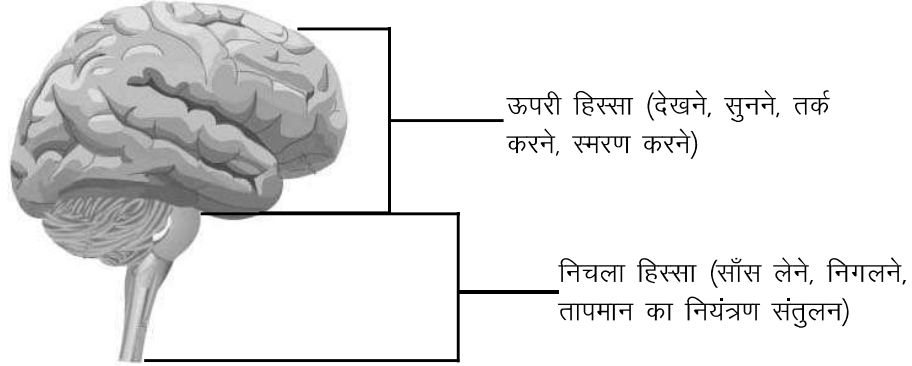 ऊपरी हिस्सा (देखने, सुनने, तर्क
करने, स्मरण करने)
निचला हिस्सा (साँस लेने, निगलने,
तापमान का नियंत्रण संतुलन)